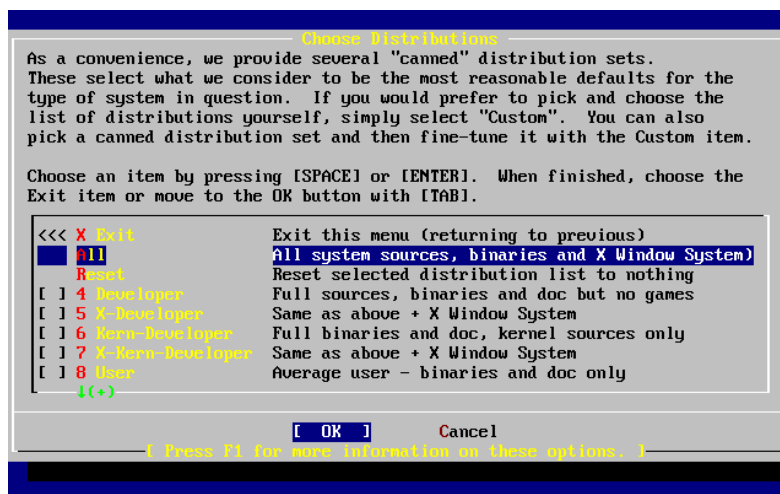 Choose Distributions
As a convenience, we provide several "canned" distribution sets.
These select what we consider to be the most reasonable defaults for the
type of system in question.  If you would prefer to pick and choose the
list of distributions yourself, simply select "Custom".  You can also
pick a canned distribution set and then fine-tune it with the Custom item.
Choose an item by pressing [SPACE] or [ENTER].  When finished, choose the
Exit item or move to the OK button with [TAB].
<<< X Exit Exit this menu (returning to previous)
All All system sources, binaries and X Window System)
Reset Reset selected distribution list to nothing
[ ] 4 Developer Full sources, binaries and doc but no games
[ ] 5 X-Developer Same as above + X Window System
[ ] 6 Kern-Developer Full binaries and doc, kernel sources only
[ ] 7 X-Kern-Developer Same as above + X Window System
[ ] 8 User Average user - binaries and doc only
↓(+)
[ OK ] Cancel
[ Press F1 for more information on these options. ]